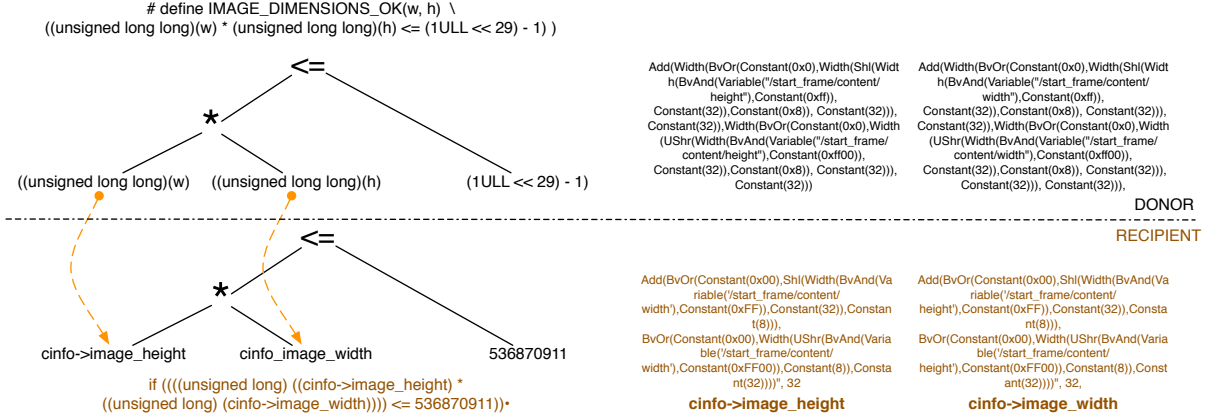 # define IMAGE_DIMENSIONS_OK(w, h) \
((unsigned long long)(w) * (unsigned long long)(h) <= (1ULL << 29) - 1) )
<=
*
((unsigned long long)(w)
((unsigned long long)(h)
(1ULL << 29) - 1)
Add(Width(BvOr(Constant(0x0),Width(Shl(Widt
h(BvAnd(Variable("/start_frame/content/
height"),Constant(0xff)),
Constant(32)),Constant(0x8)), Constant(32))),
Constant(32)),Width(BvOr(Constant(0x0),Width
(UShr(Width(BvAnd(Variable("/start_frame/
content/height"),Constant(0xff00)),
Constant(32)),Constant(0x8)), Constant(32))),
Constant(32)))
Add(Width(BvOr(Constant(0x0),Width(Shl(Widt
h(BvAnd(Variable("/start_frame/content/
width"),Constant(0xff)),
Constant(32)),Constant(0x8)), Constant(32))),
Constant(32)),Width(BvOr(Constant(0x0),Width
(UShr(Width(BvAnd(Variable("/start_frame/
content/width"),Constant(0xff00)),
Constant(32)),Constant(0x8)), Constant(32))),
Constant(32))), Constant(32))),
DONOR
RECIPIENT
<=
*
cinfo->image_height
cinfo_image_width
536870911
if ((((unsigned long) ((cinfo->image_height) *
((unsigned long) (cinfo->image_width)))) <= 536870911))•
Add(BvOr(Constant(0x00),Shl(Width(BvAnd(Va
riable('/start_frame/content/
width'),Constant(0xFF)),Constant(32)),Constan
t(8))),
BvOr(Constant(0x00),Width(UShr(BvAnd(Varia
ble('/start_frame/content/
width'),Constant(0xFF00)),Constant(8)),Consta
nt(32))))", 32
cinfo->image_height
Add(BvOr(Constant(0x00),Shl(Width(BvAnd(Va
riable('/start_frame/content/
height'),Constant(0xFF)),Constant(32)),Consta
nt(8))),
BvOr(Constant(0x00),Width(UShr(BvAnd(Varia
ble('/start_frame/content/
height'),Constant(0xFF00)),Constant(8)),Const
ant(32))))", 32,
cinfo->image_width